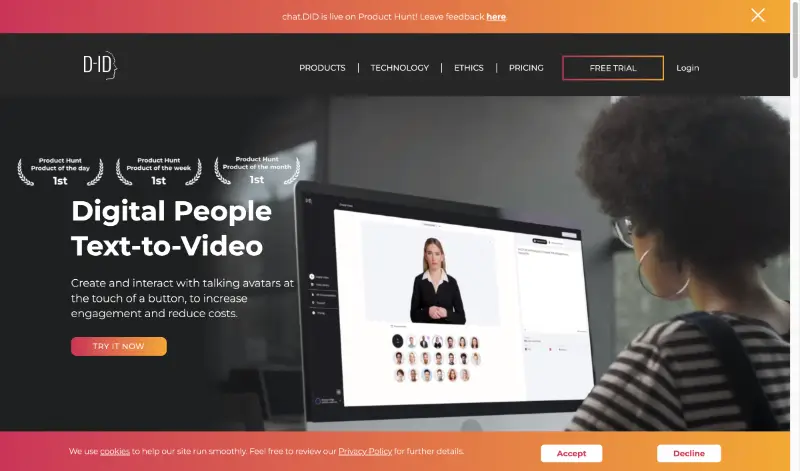 chat.DID is live on Product Hunt! Leave feedback here.
D-ID
PRODUCTS
TECHNOLOGY
ETHICS
PRICING
FREE TRIAL
Login
Product Hunt
Product of the day
1st
Product Hunt
Product of the week
1st
Product Hunt
Product of the month
1st
Digital People
Text-to-Video
Create and interact with talking avatars at
the touch of a button, to increase
engagement and reduce costs.
TRY IT NOW
We use cookies to help our site run smoothly. Feel free to review our Privacy Policy for further details.
Accept
Decline